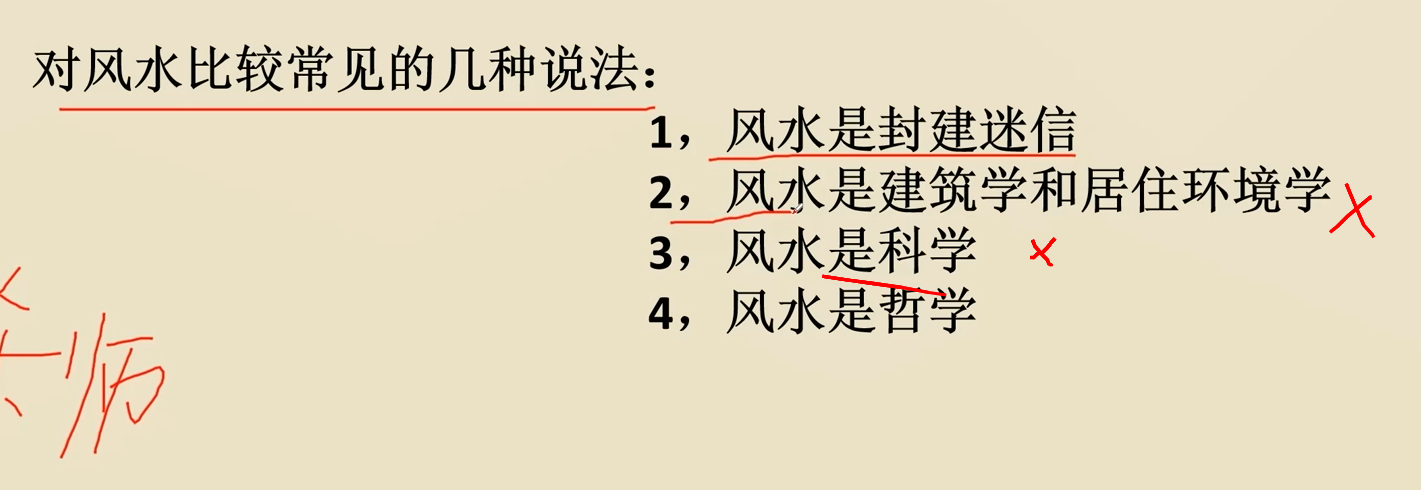 对风水比较常见的几种说法：
1，风水是封建迷信
2，风水是建筑学和居住环境学
3，风水是科学
4，风水是哲学
师